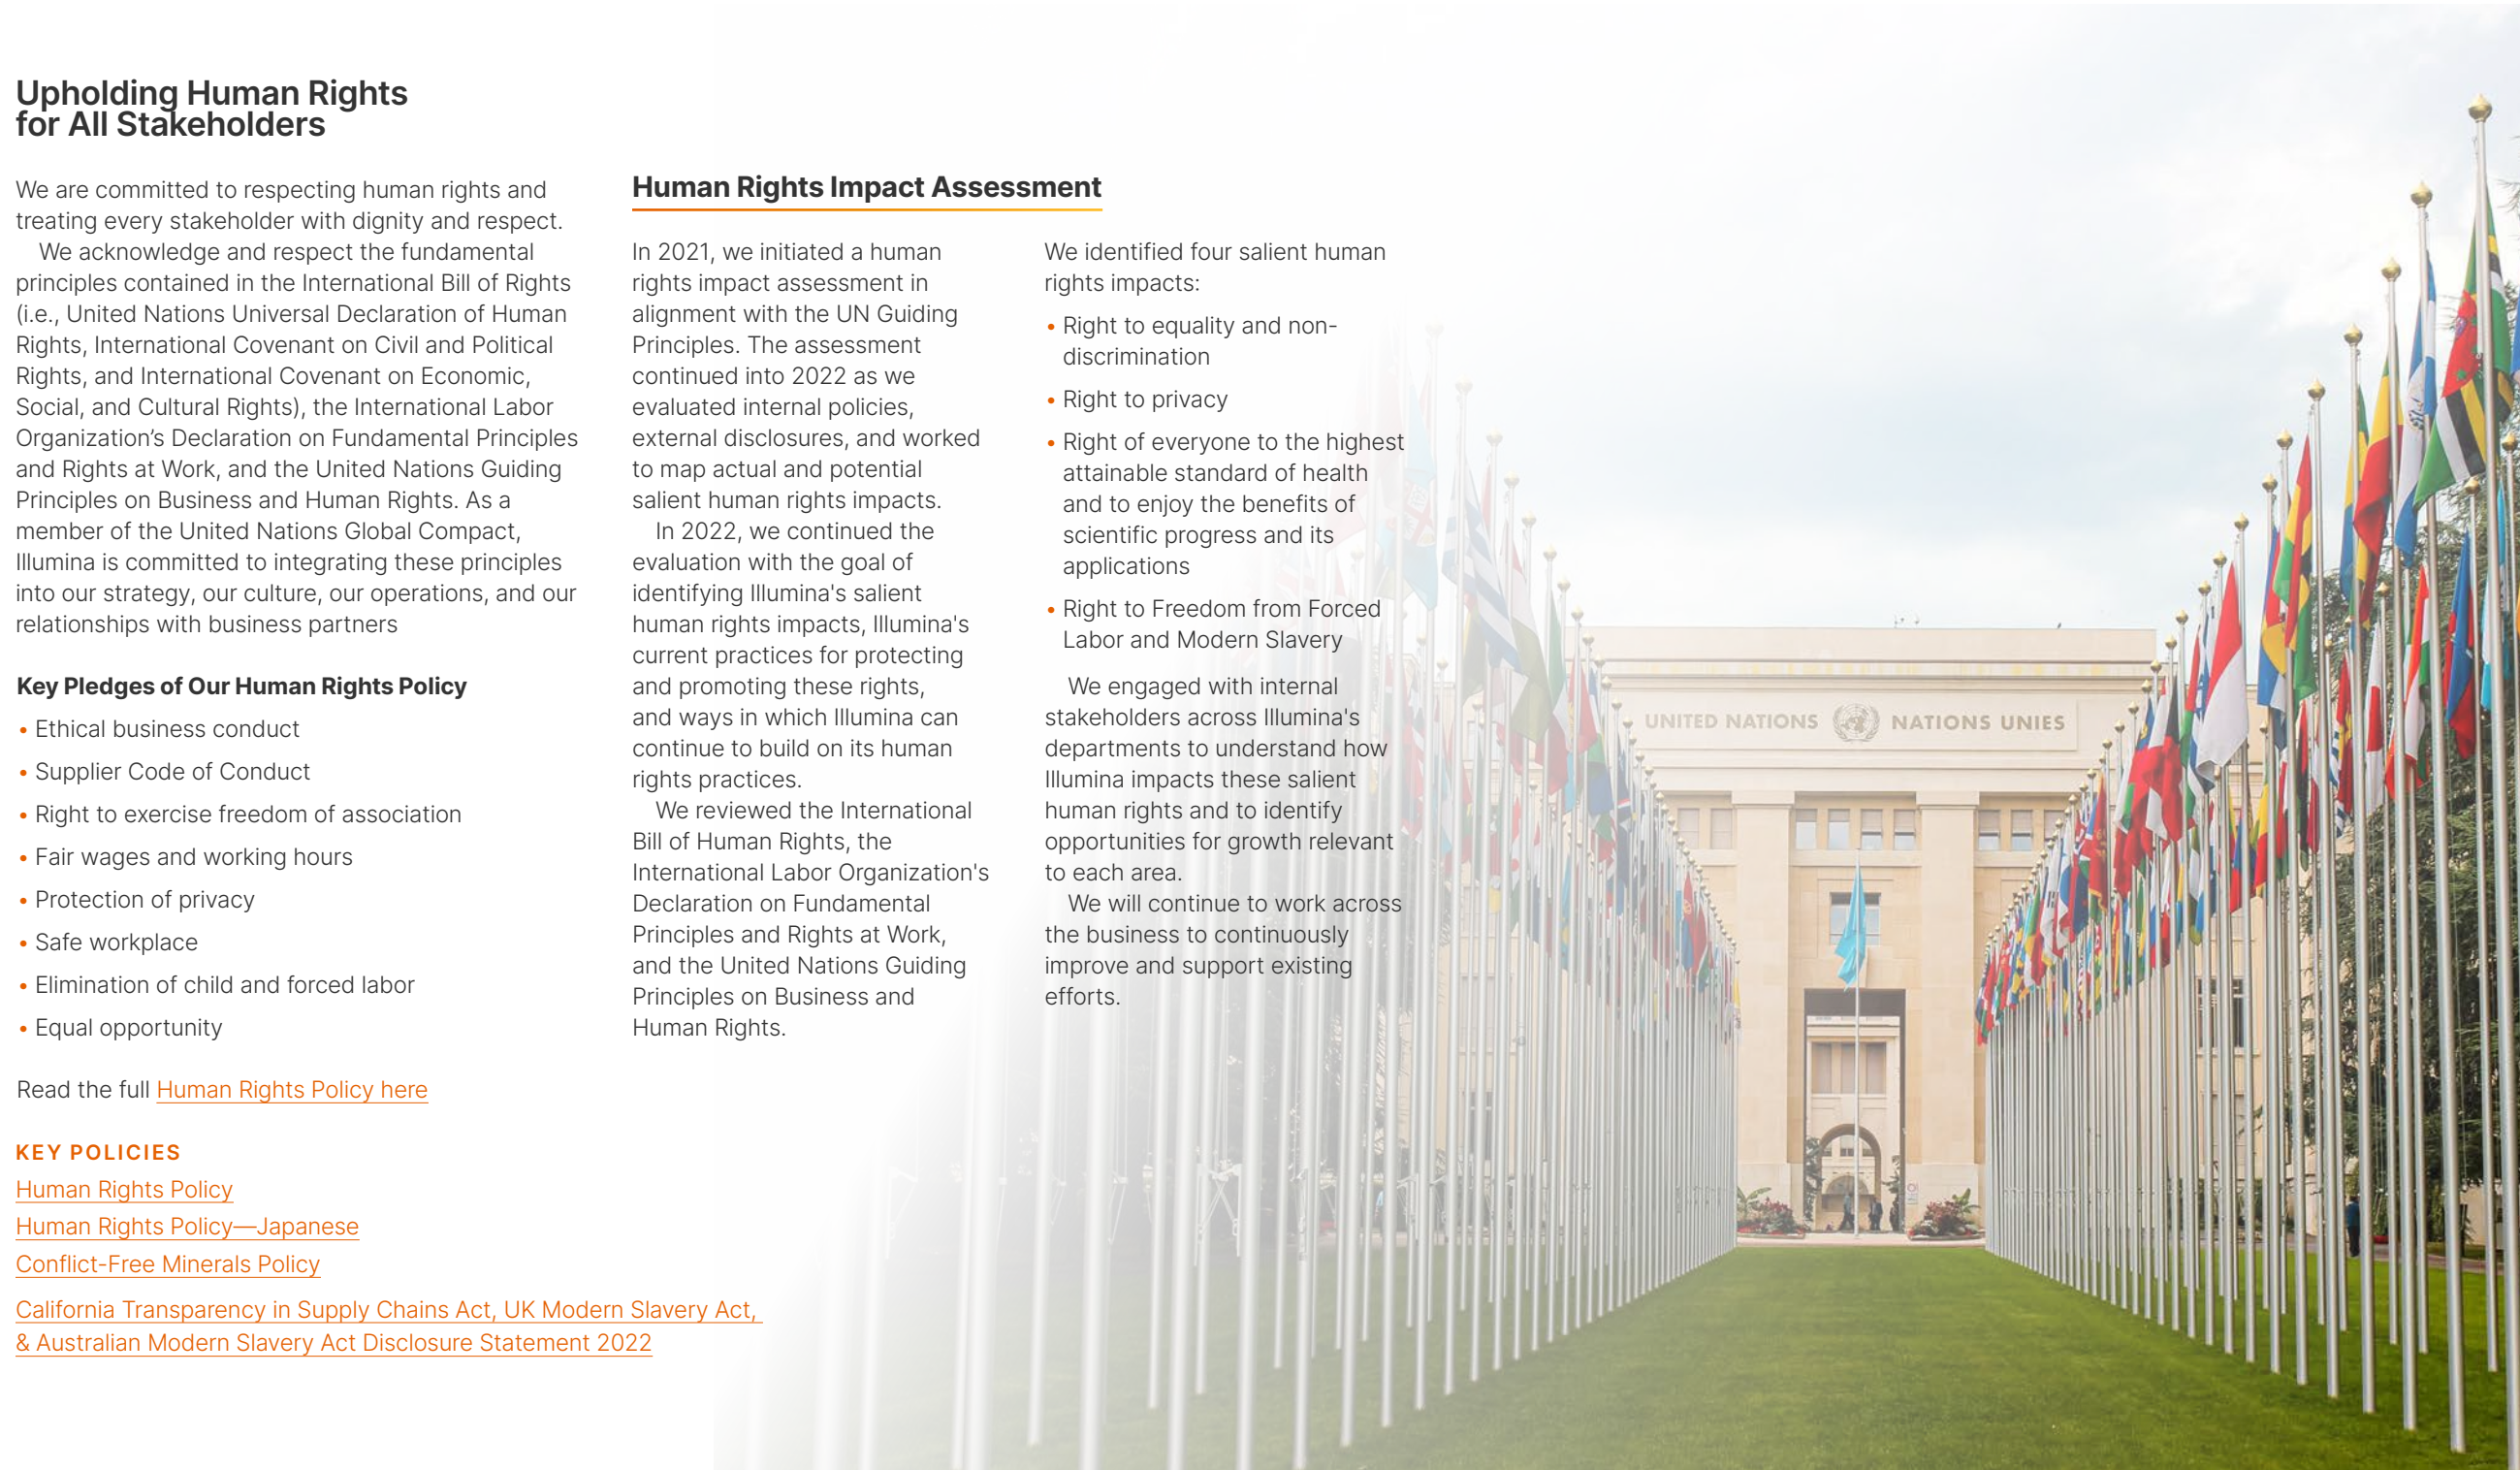 Upholding Human Rights
for All Stakeholders
We are committed to respecting human rights and
treating every stakeholder with dignity and respect.
We acknowledge and respect the fundamental
principles contained in the International Bill of Rights
(i.e., United Nations Universal Declaration of Human
Rights, International Covenant on Civil and Political
Rights, and International Covenant on Economic,
Social, and Cultural Rights), the International Labor
Organization’s Declaration on Fundamental Principles
and Rights at Work, and the United Nations Guiding
Principles on Business and Human Rights. As a
member of the United Nations Global Compact,
Illumina is committed to integrating these principles
into our strategy, our culture, our operations, and our
relationships with business partners
Key Pledges of Our Human Rights Policy
• Ethical business conduct
• Supplier Code of Conduct
• Right to exercise freedom of association
• Fair wages and working hours
• Protection of privacy
• Safe workplace
• Elimination of child and forced labor
• Equal opportunity
Read the full Human Rights Policy here
KEY POLICIES
Human Rights Policy
Human Rights Policy—Japanese
Conflict-Free Minerals Policy
California Transparency in Supply Chains Act, UK Modern Slavery Act,
& Australian Modern Slavery Act Disclosure Statement 2022
Human Rights Impact Assessment
In 2021, we initiated a human
rights impact assessment in
alignment with the UN Guiding
Principles. The assessment
continued into 2022 as we
evaluated internal policies,
external disclosures, and worked
to map actual and potential
salient human rights impacts.
In 2022, we continued the
evaluation with the goal of
identifying Illumina's salient
human rights impacts, Illumina's
current practices for protecting
and promoting these rights,
and ways in which Illumina can
continue to build on its human
rights practices.
We reviewed the International
Bill of Human Rights, the
International Labor Organization's
Declaration on Fundamental
Principles and Rights at Work,
and the United Nations Guiding
Principles on Business and
Human Rights.
We identified four salient human
rights impacts:
• Right to equality and non-
discrimination
• Right to privacy
• Right of everyone to the highest
attainable standard of health
and to enjoy the benefits of
scientific progress and its
applications
• Right to Freedom from Forced
Labor and Modern Slavery
We engaged with internal
stakeholders across Illumina's
departments to understand how
Illumina impacts these salient
human rights and to identify
opportunities for growth relevant
to each area.
We will continue to work across
the business to continuously
improve and support existing
efforts.
UNITED NATIONS NATIONS UNIES